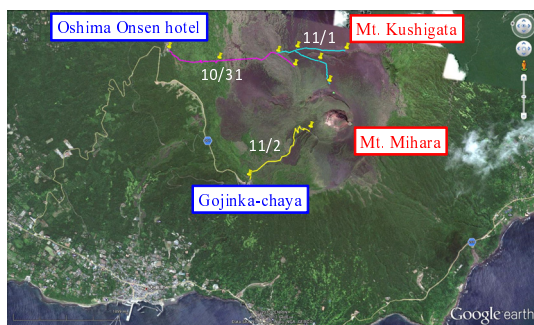 Oshima Onsen hotel
Mt. Kushigata
11/1
10/31
Mt. Mihara
11/2
Gojinka-chaya
Google earth